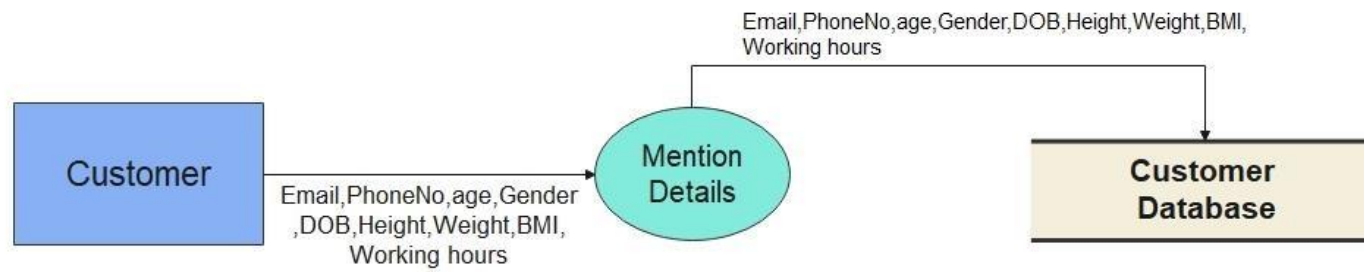 Email,PhoneNo,age,Gender,DOB,Height,Weight,BMI,
Working hours
Customer
Email,PhoneNo,age,Gender
,DOB,Height,Weight,BMI,
Working hours
Mention
Details
Customer
Database